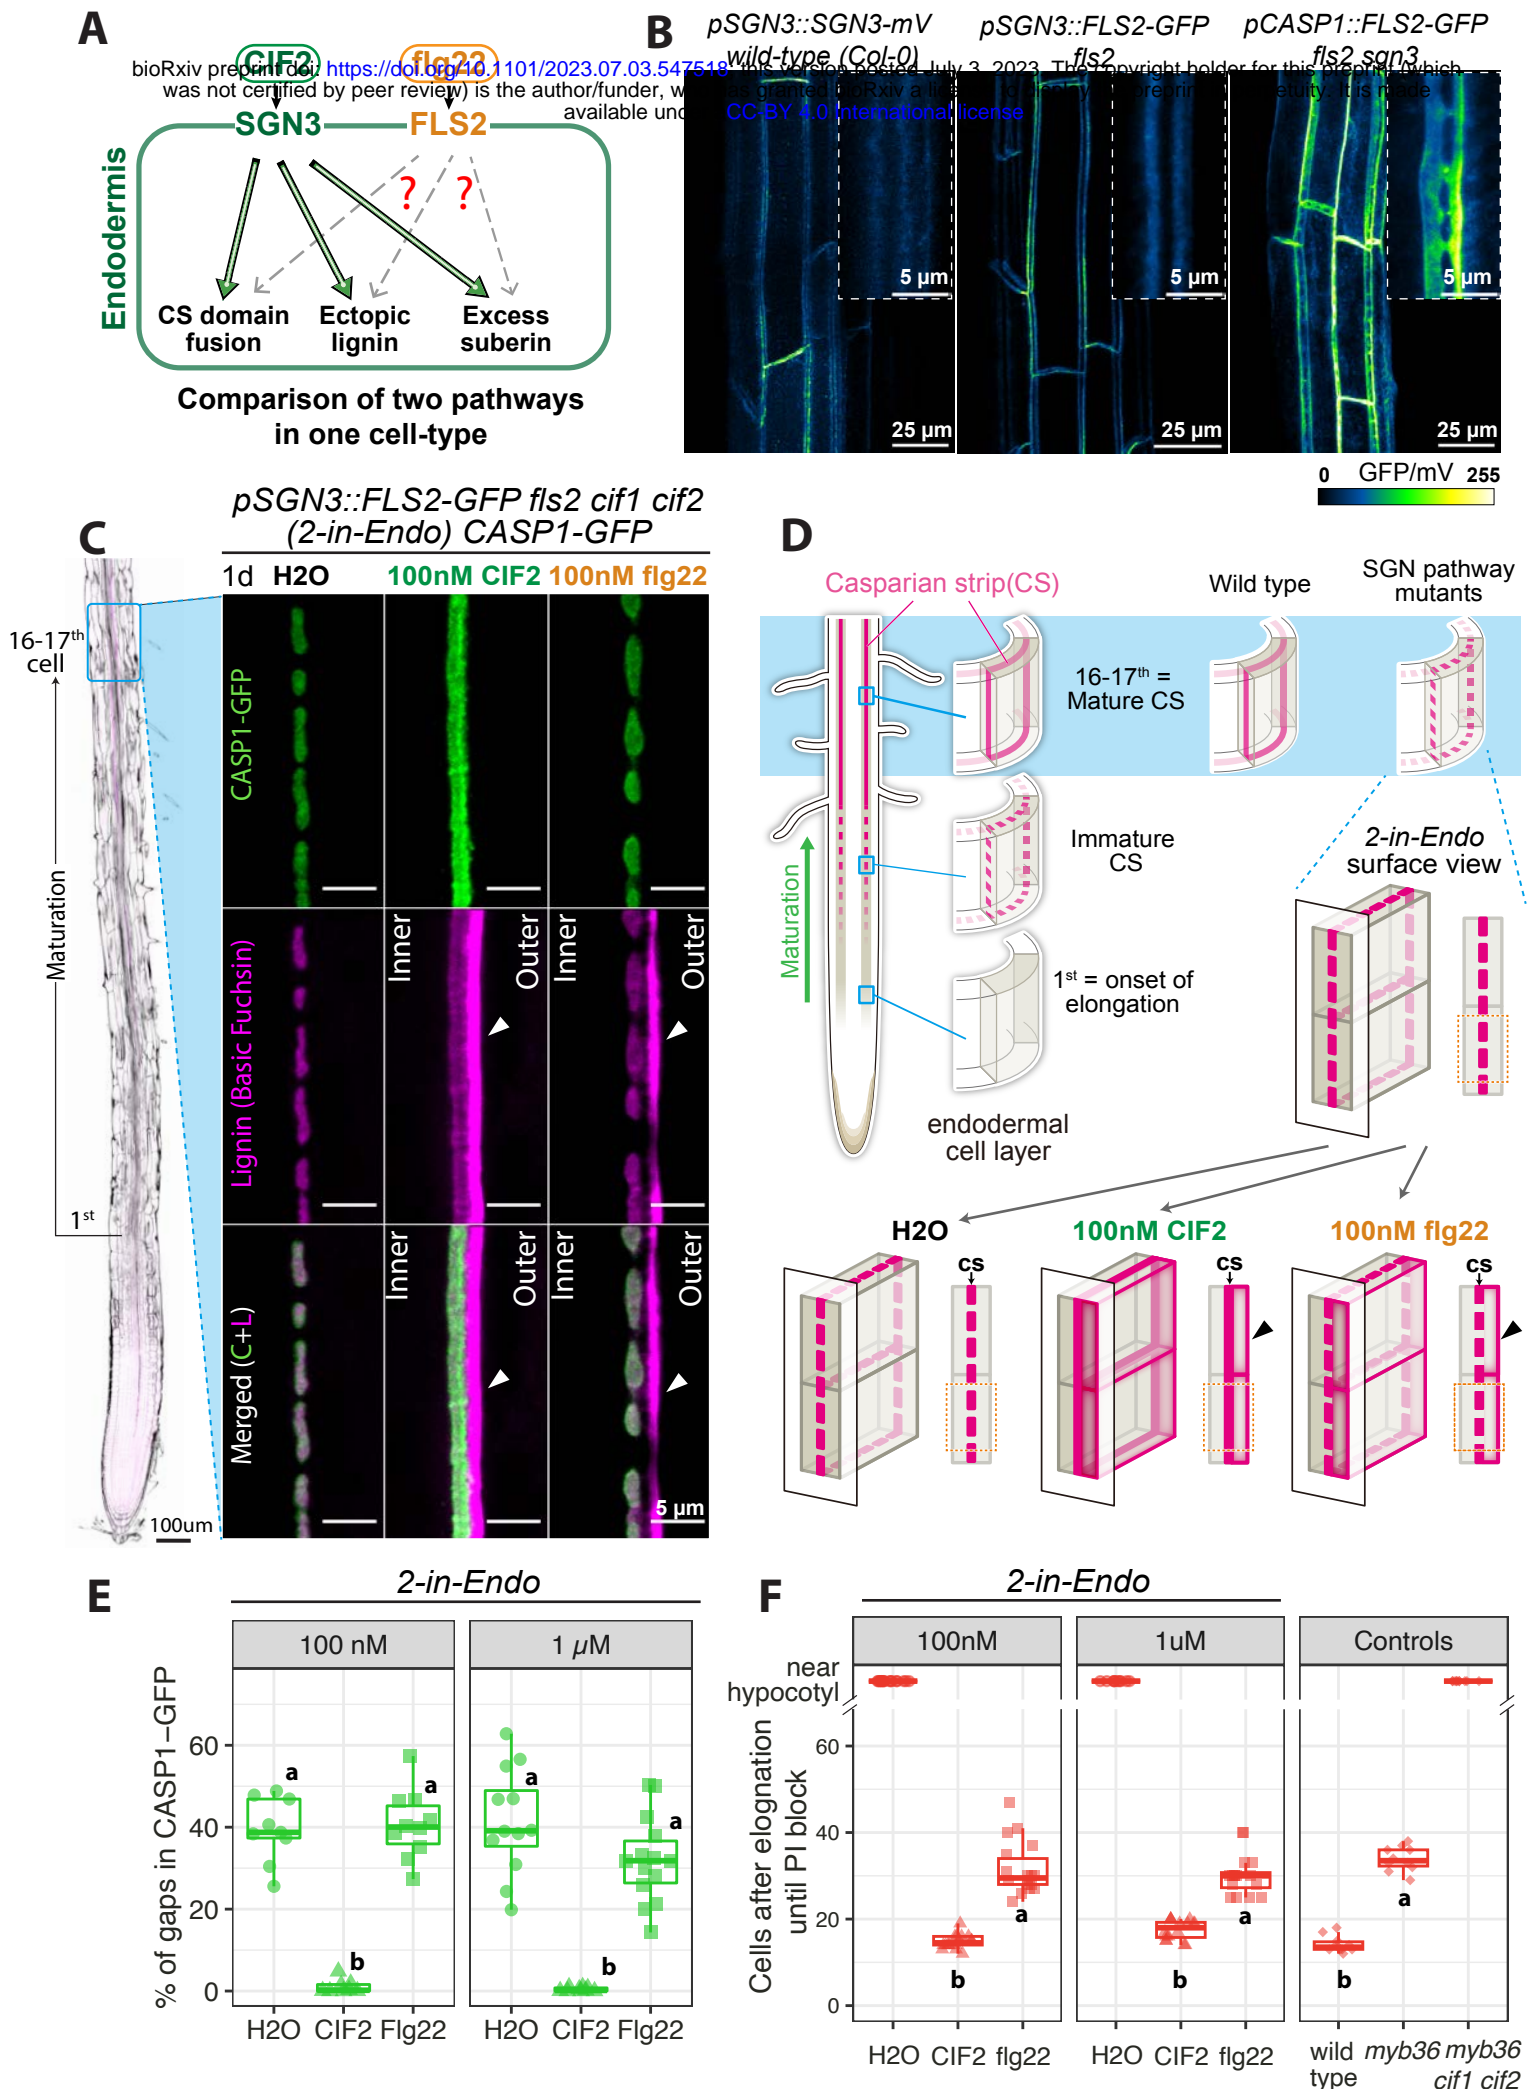 A
CIF2
flg22
SGN3
FLS2
?
?
Endodermis
CS domain
fusion
Ectopic
lignin
Excess
suberin
Comparison of two pathways
in one cell-type
B
pSGN3::SGN3-mV
wild-type (Col-0)
pSGN3::FLS2-GFP
fls2
pCASP1::FLS2-GFP
fls2 sgn3
bioRxiv preprint doi: https://doi.org/10.1101/2023.07.03.547518; this version posted July 3, 2023. The copyright holder for this preprint (which
was not certified by peer review) is the author/funder, who has granted bioRxiv a license to display the preprint in perpetuity. It is made
available under CC-BY 4.0 International license
5 µm
5 µm
5 µm
25 µm
25 µm
25 µm
0 GFP/mV 255
C
pSGN3::FLS2-GFP fls2 cif1 cif2
(2-in-Endo) CASP1-GFP
1d H2O 100nM CIF2 100nM flg22
16-17th
cell
Maturation
1st
100um
CASP1-GFP
Lignin (Basic Fuchsin)
Inner
Outer
Inner
Outer
Merged (C+L)
Inner
Outer
Inner
Outer
5 µm
D
Casparian strip(CS)
Wild type
SGN pathway
mutants
16-17th =
Mature CS
Immature
CS
Maturation
1st = onset of
elongation
endodermal
cell layer
2-in-Endo
surface view
H2O
100nM CIF2
100nM flg22
cs
cs
cs
E
2-in-Endo
100 nM
1 µM
% of gaps in CASP1–GFP
60
40
20
0
a
b
a
a
b
a
H2O CIF2 Flg22
H2O CIF2 Flg22
F
2-in-Endo
100nM
1uM
Controls
near
hypocotyl
Cells after elognation
until PI block
60
40
20
0
b
a
b
a
b
a
H2O CIF2 flg22
H2O CIF2 flg22
wild
type
myb36
myb36
cif1 cif2